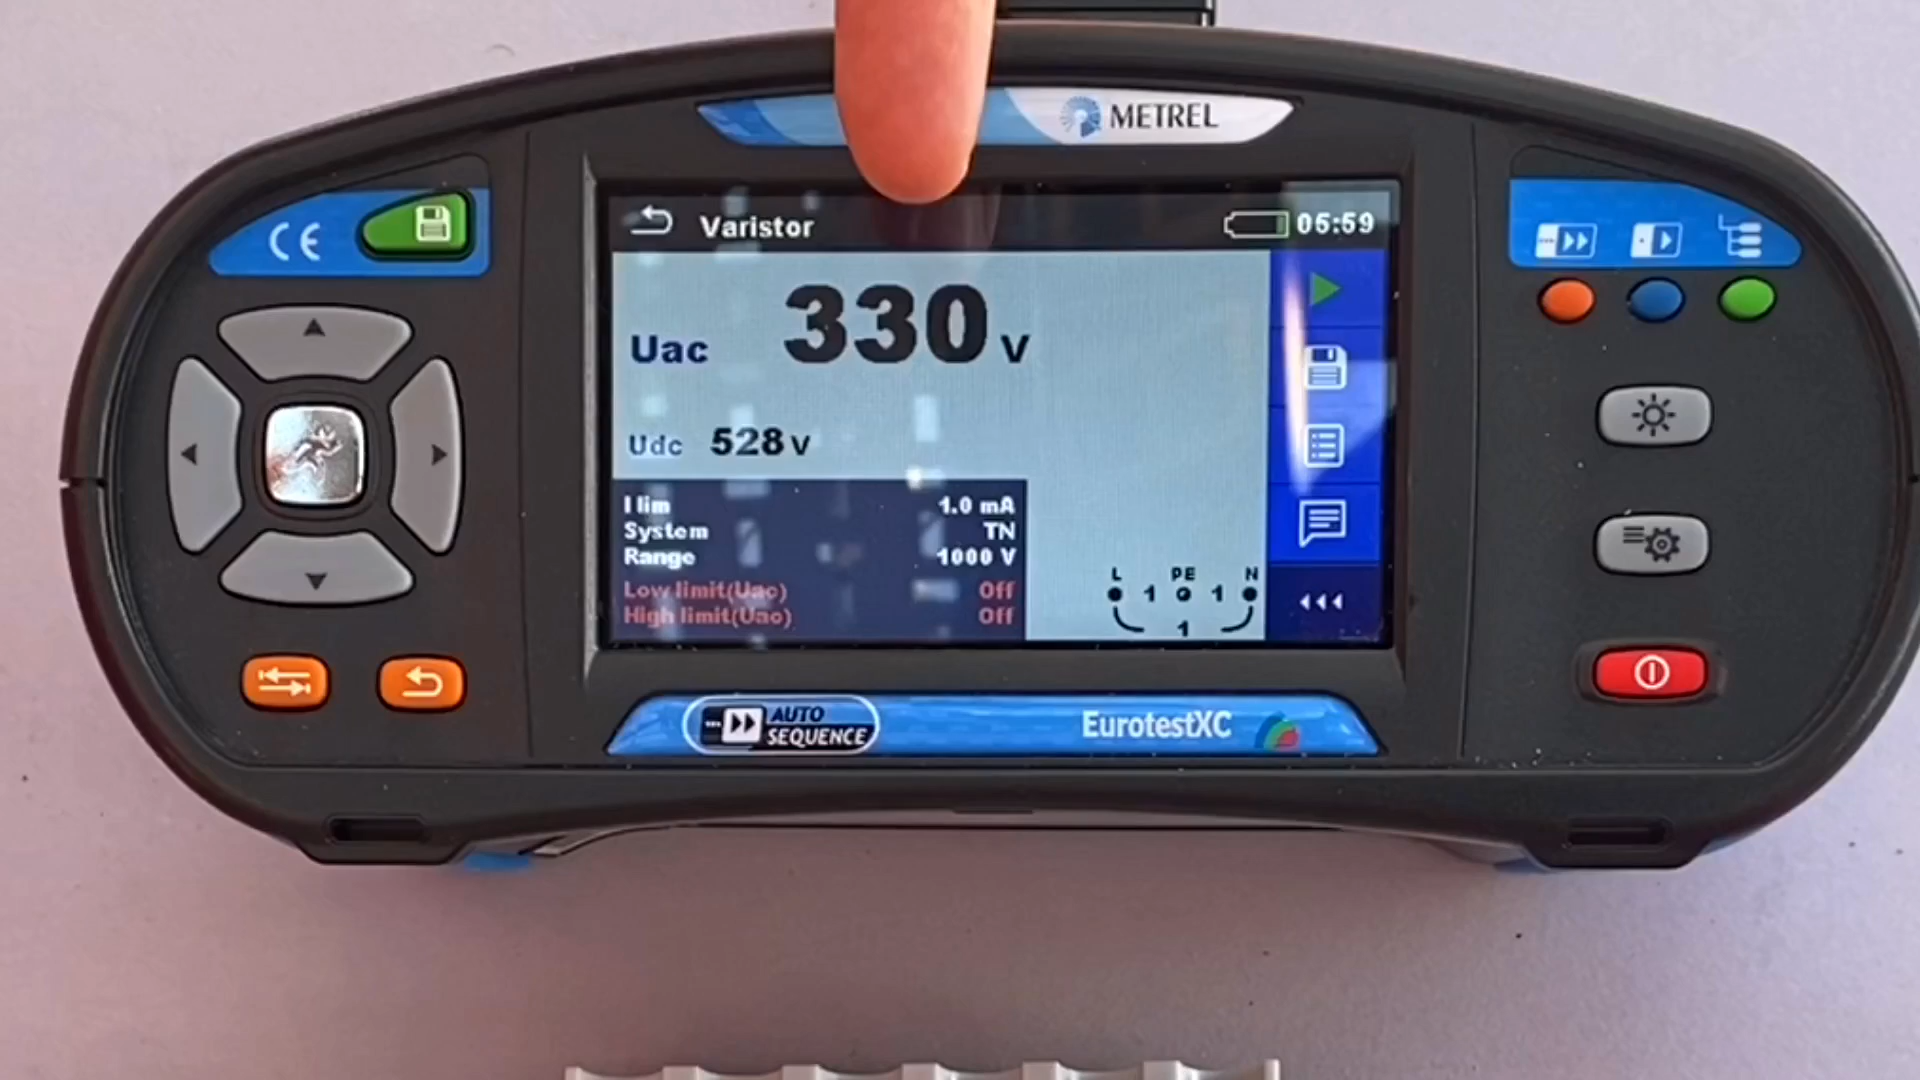 METREL
CE
Varistor
05:59
Uac 330 V
Udc 528 V
I lim 1.0 mA
System TN
Range 1000 V
Low limit(Uac) Off
High limit(Uac) Off
L PE N
1 1
1
AUTO
SEQUENCE
EurotestXC